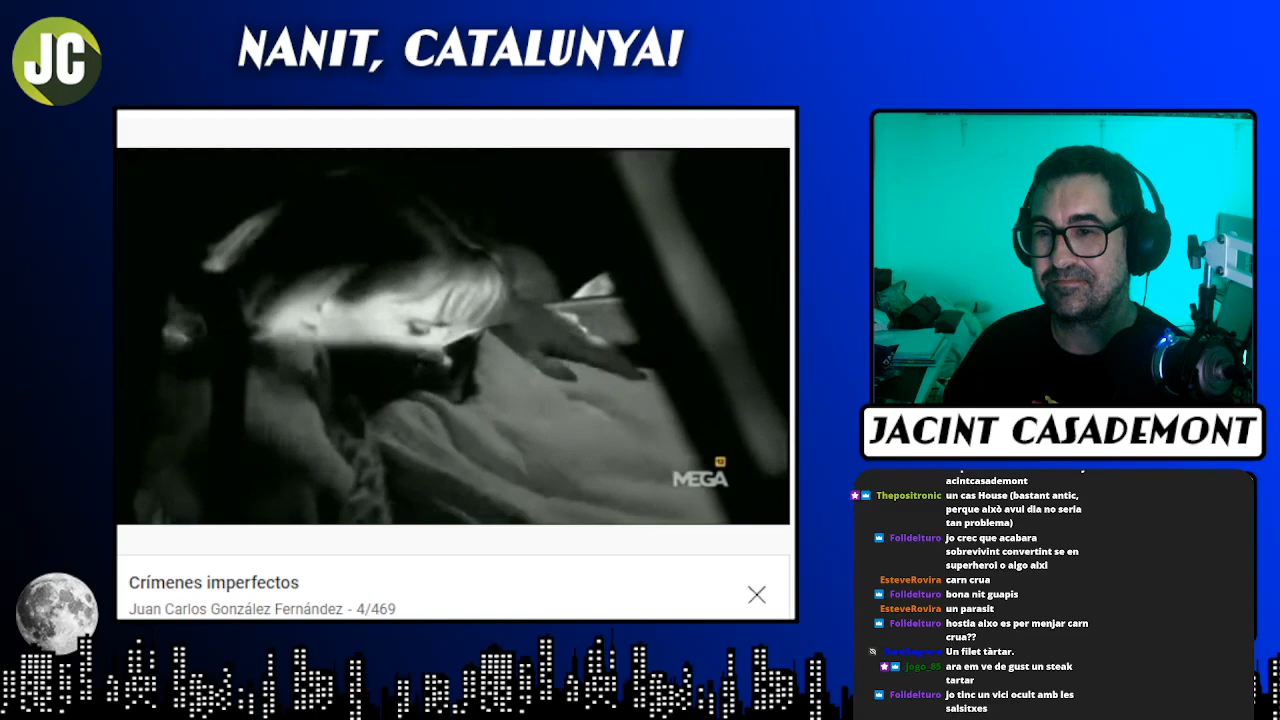 JC
NANIT, CATALUNYA!
MEGA
12
Crímenes imperfectos
Juan Carlos González Fernández - 4/469
JACINT CASADEMONT
acintcasademont
Thepositronic un cas House (bastant antic,
perque això avui dia no seria
tan problema)
Folldelturo jo crec que acabara
sobrevivint convertint se en
superheroi o algo aixi
EsteveRovira carn crua
Folldelturo bona nit guapis
EsteveRovira un parasit
Folldelturo hostia aixo es per menjar carn
crua??
Un filet tàrtar.
jogo_85 ara em ve de gust un steak
tartar
Folldelturo jo tinc un vici ocult amb les
salsitxes